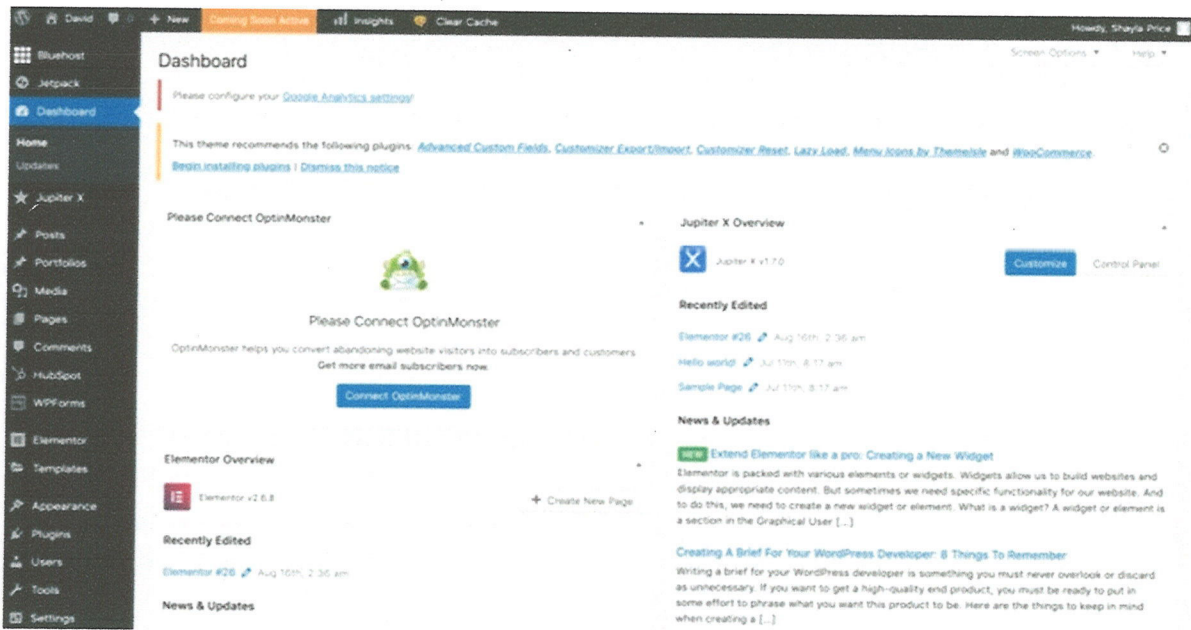 David 0 + New Coming Soon Active Insights Clear Cache Howdy, Shayla Price
Bluehost
Jetpack
Dashboard
Home
Updates
Jupiter X
Posts
Portfolios
Media
Pages
Comments
HubSpot
WPForms
Elementor
Templates
Appearance
Plugins
Users
Tools
Settings
Dashboard
Screen Options Help
Please configure your Google Analytics settings!
This theme recommends the following plugins: Advanced Custom Fields, Customizer Export/Import, Customizer Reset, Lazy Load, Menu Icons by ThemeIsle and WooCommerce.
Begin installing plugins | Dismiss this notice
Please Connect OptinMonster
Please Connect OptinMonster
OptinMonster helps you convert abandoning website visitors into subscribers and customers.
Get more email subscribers now.
Connect OptinMonster
Elementor Overview
Elementor v2.6.8 + Create New Page
Recently Edited
Elementor #26 Aug 16th, 2:36 am
News & Updates
Jupiter X Overview
Jupiter X v1.7.0 Customize Control Panel
Recently Edited
Elementor #26 Aug 16th, 2:36 am
Hello world! Jul 11th, 8:17 am
Sample Page Jul 11th, 8:17 am
News & Updates
NEW Extend Elementor like a pro: Creating a New Widget
Elementor is packed with various elements or widgets. Widgets allow us to build websites and
display appropriate content. But sometimes we need specific functionality for our website. And
to do this, we need to create a new widget or element. What is a widget? A widget or element is
a section in the Graphical User [...]
Creating A Brief For Your WordPress Developer: 8 Things To Remember
Writing a brief for your WordPress developer is something you must never overlook or discard
as unnecessary. If you want to get a high-quality end product, you must be ready to put in
some effort to phrase what you want this product to be. Here are the things to keep in mind
when creating a [...]